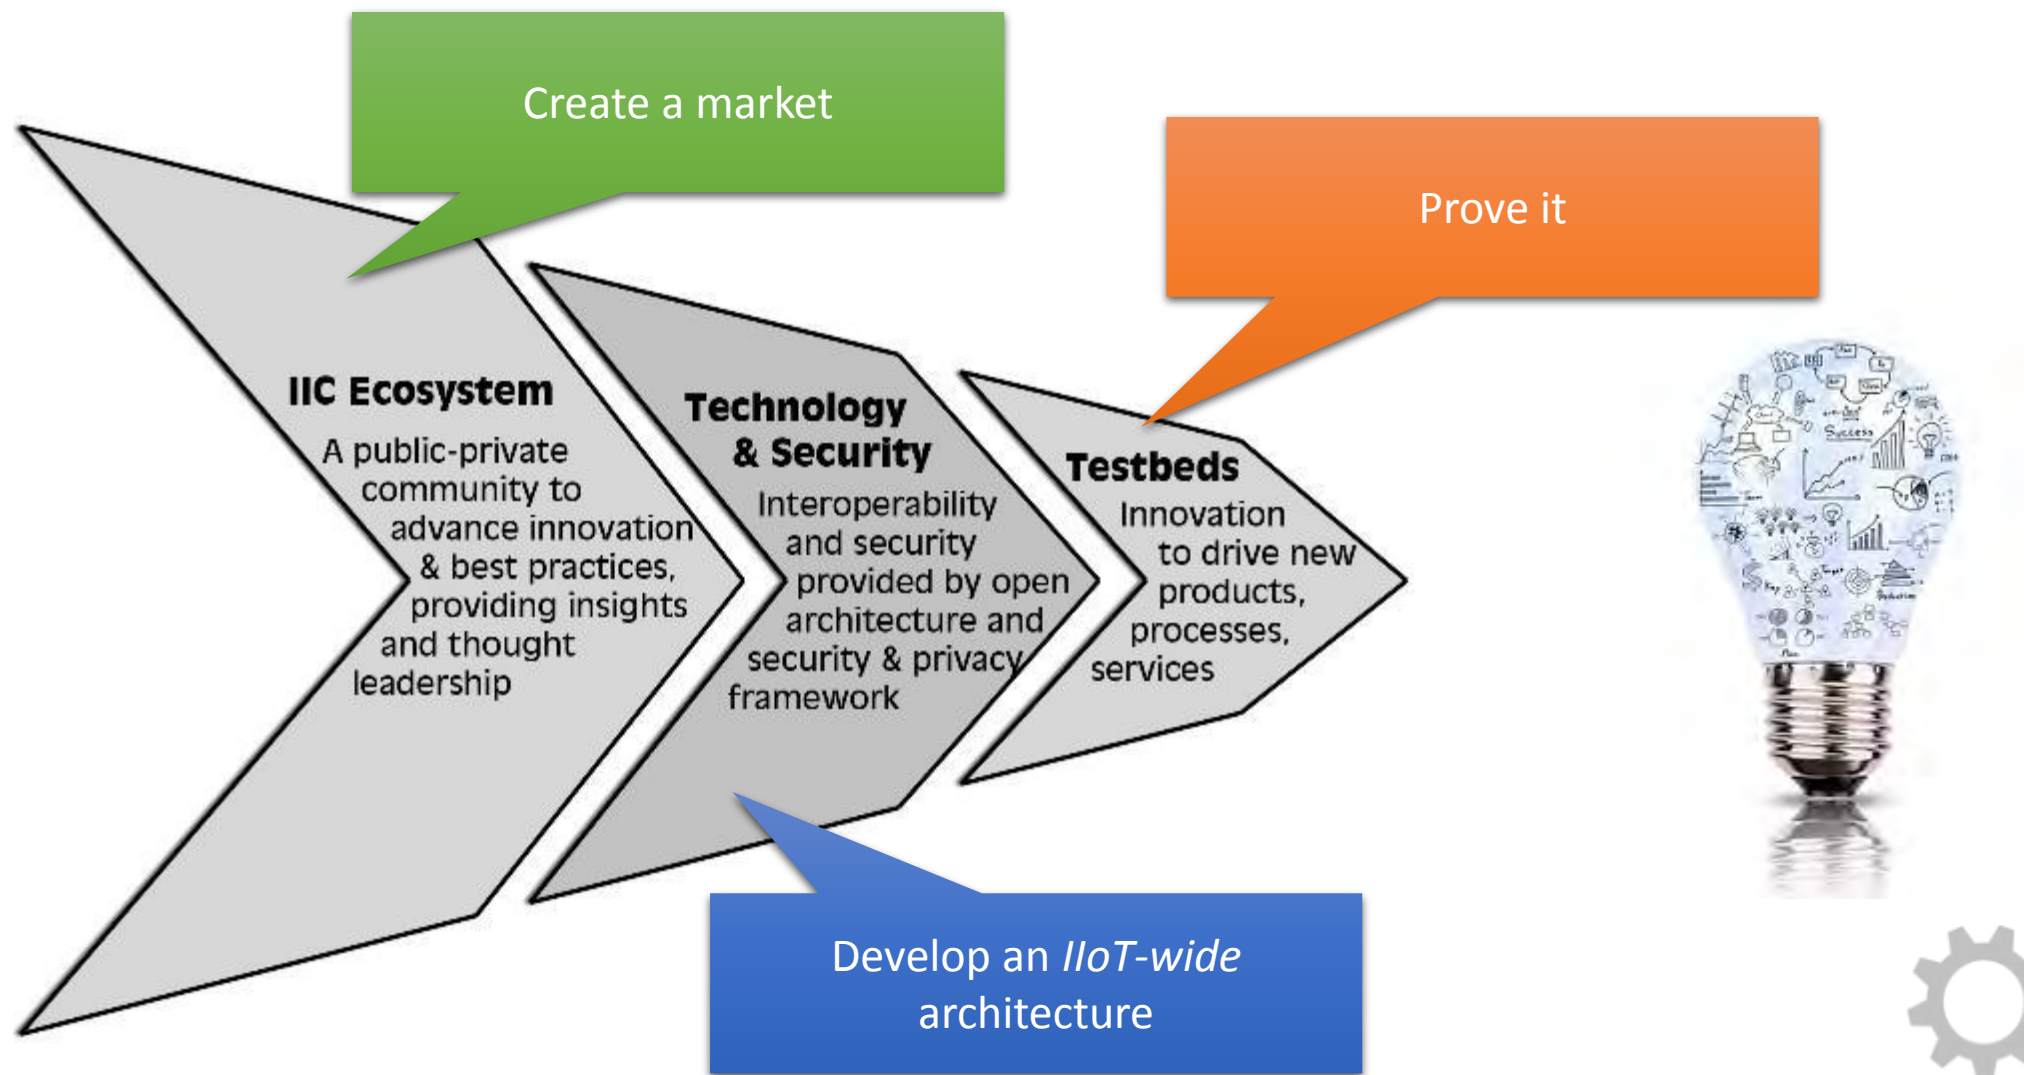 Create a market
Prove it
IIC Ecosystem
A public-private
community to
advance innovation
& best practices,
providing insights
and thought
leadership
Technology
& Security
Interoperability
and security
provided by open
architecture and
security & privacy
framework
Testbeds
Innovation
to drive new
products,
processes,
services
Success
Develop an IIoT-wide
architecture